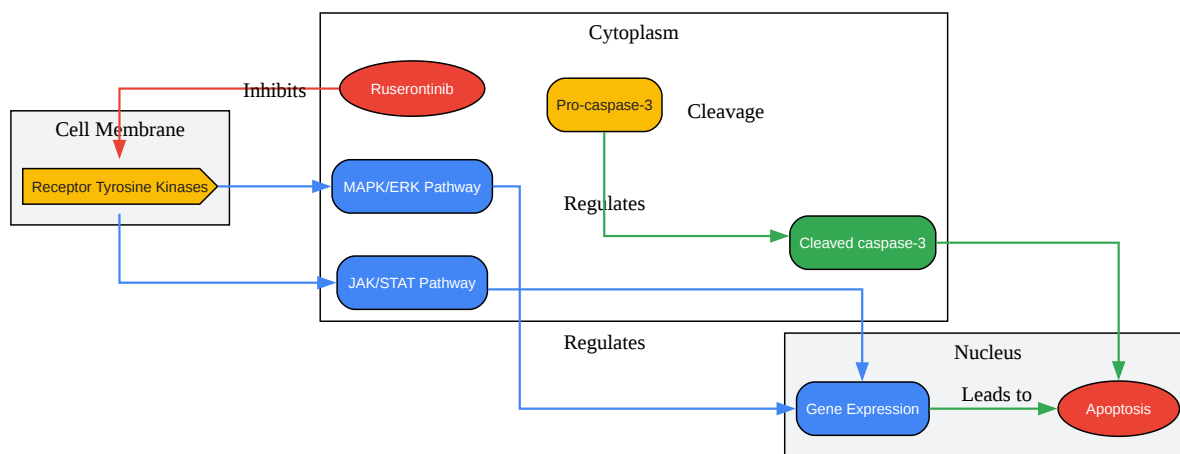 Cytoplasm
Ruserontinib
Inhibits
Pro-caspase-3
Cleavage
Cell Membrane
Receptor Tyrosine Kinases
MAPK/ERK Pathway
Regulates
Cleaved caspase-3
JAK/STAT Pathway
Regulates
Nucleus
Leads to
Gene Expression
Apoptosis